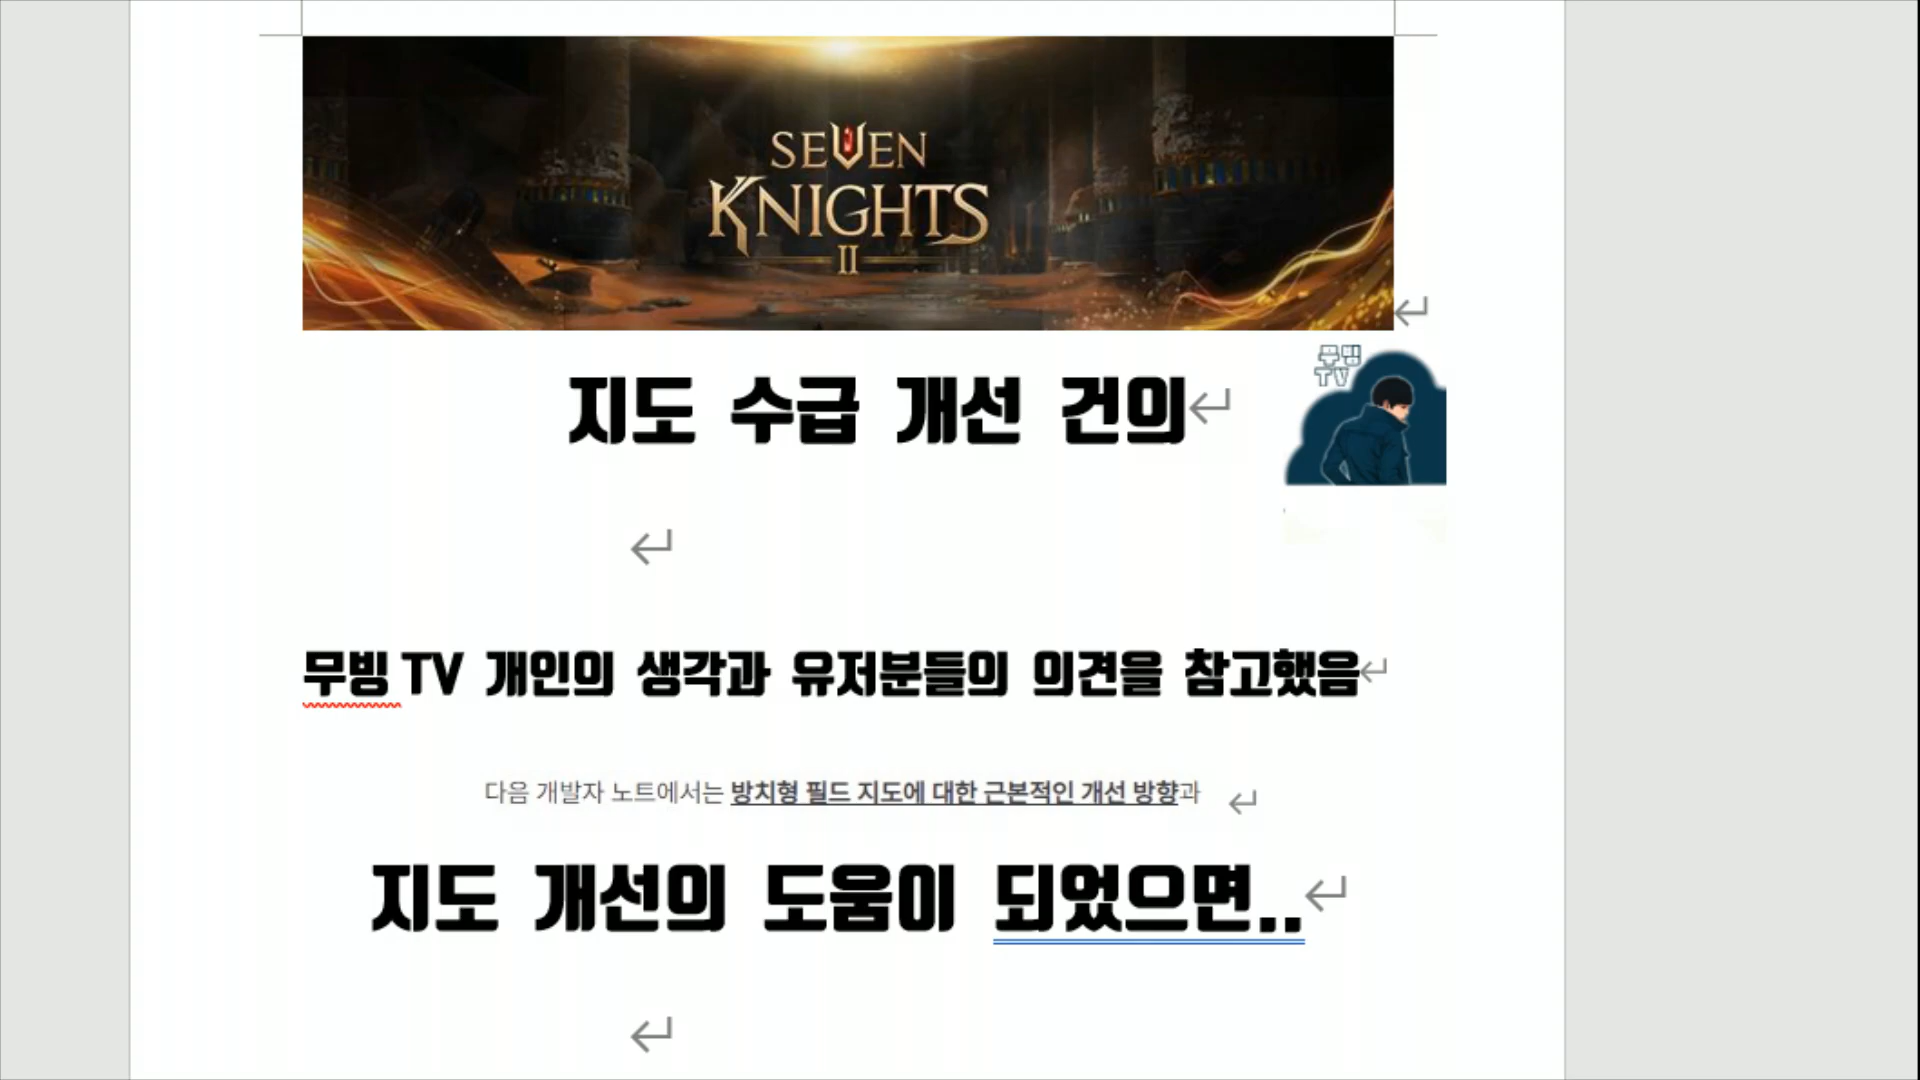 SEVEN
KNIGHTS
II
무빙
TV
지도 수급 개선 건의
무빙 TV 개인의 생각과 유저분들의 의견을 참고했음
다음 개발자 노트에서는 방치형 필드 지도에 대한 근본적인 개선 방향과
지도 개선의 도움이 되었으면..